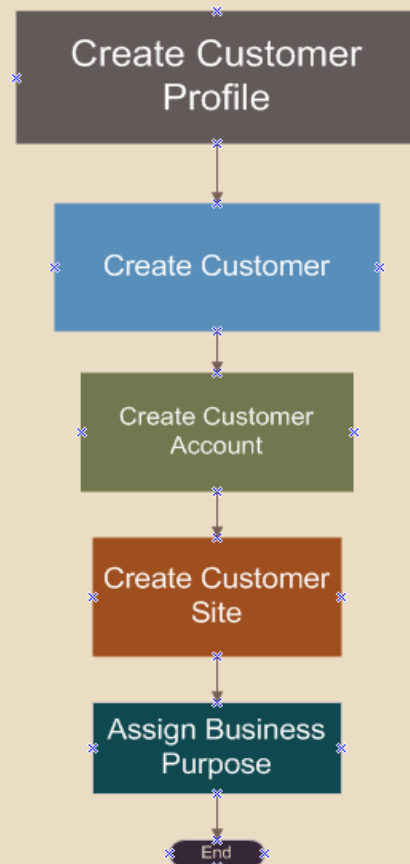 Create Customer
Profile
Create Customer
Create Customer
Account
Create Customer
Site
Assign Business
Purpose
End